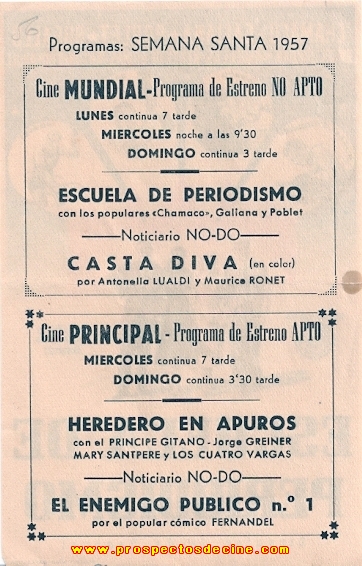 56
Programas: SEMANA SANTA 1957
Cine MUNDIAL-Programa de Estreno NO APTO
LUNES continua 7 tarde
MIERCOLES noche a las 9'30
DOMINGO continua 3 tarde
ESCUELA DE PERIODISMO
con los populares «Chamaco», Galiana y Poblet
Noticiario NO-DO
CASTA DIVA (en color)
por Antonella LUALDI y Maurice RONET
Cine PRINCIPAL - Programa de Estreno APTO
MIERCOLES continua 7 tarde
DOMINGO continua 3'30 tarde
HEREDERO EN APUROS
con el PRINCIPE GITANO - Jorge GREINER
MARY SANTPERE y LOS CUATRO VARGAS
Noticiario NO-DO
EL ENEMIGO PUBLICO n.º 1
por el popular cómico FERNANDEL
www.prospectosdecine.com